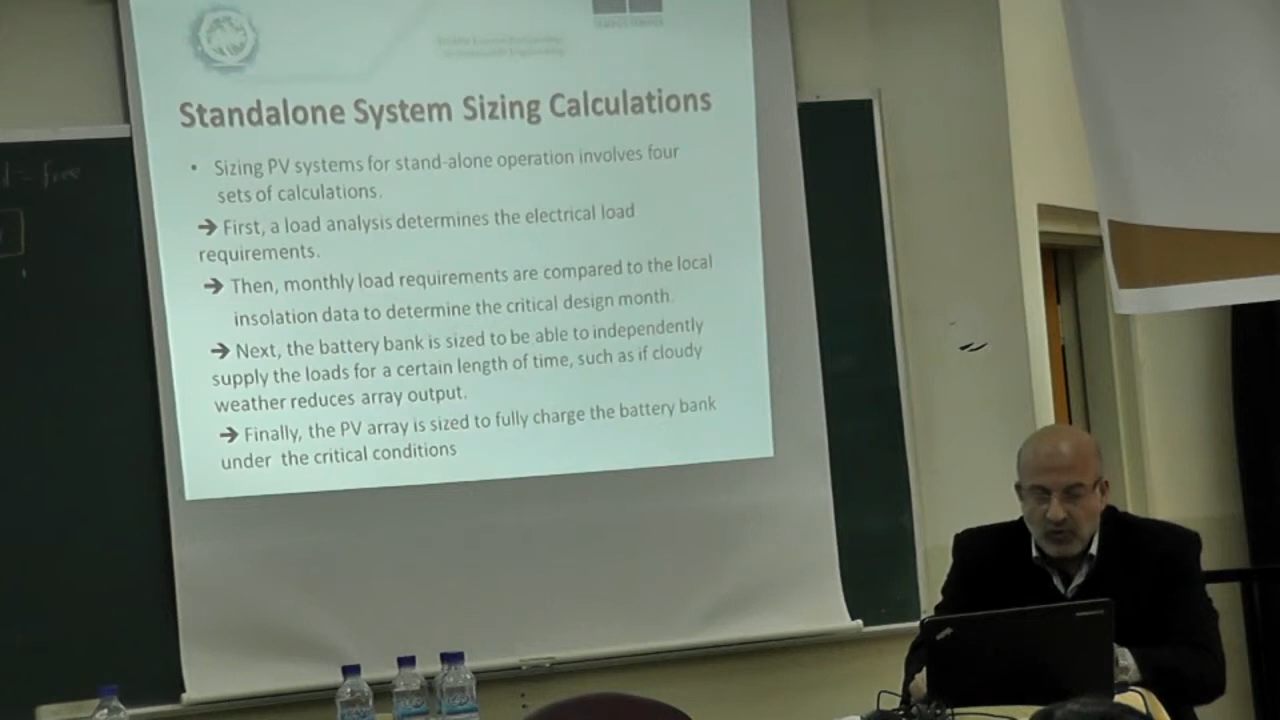 Standalone System Sizing Calculations
• Sizing PV systems for stand-alone operation involves four
sets of calculations.
➔ First, a load analysis determines the electrical load
requirements.
➔ Then, monthly load requirements are compared to the local
insolation data to determine the critical design month.
➔ Next, the battery bank is sized to be able to independently
supply the loads for a certain length of time, such as if cloudy
weather reduces array output.
➔ Finally, the PV array is sized to fully charge the battery bank
under the critical conditions